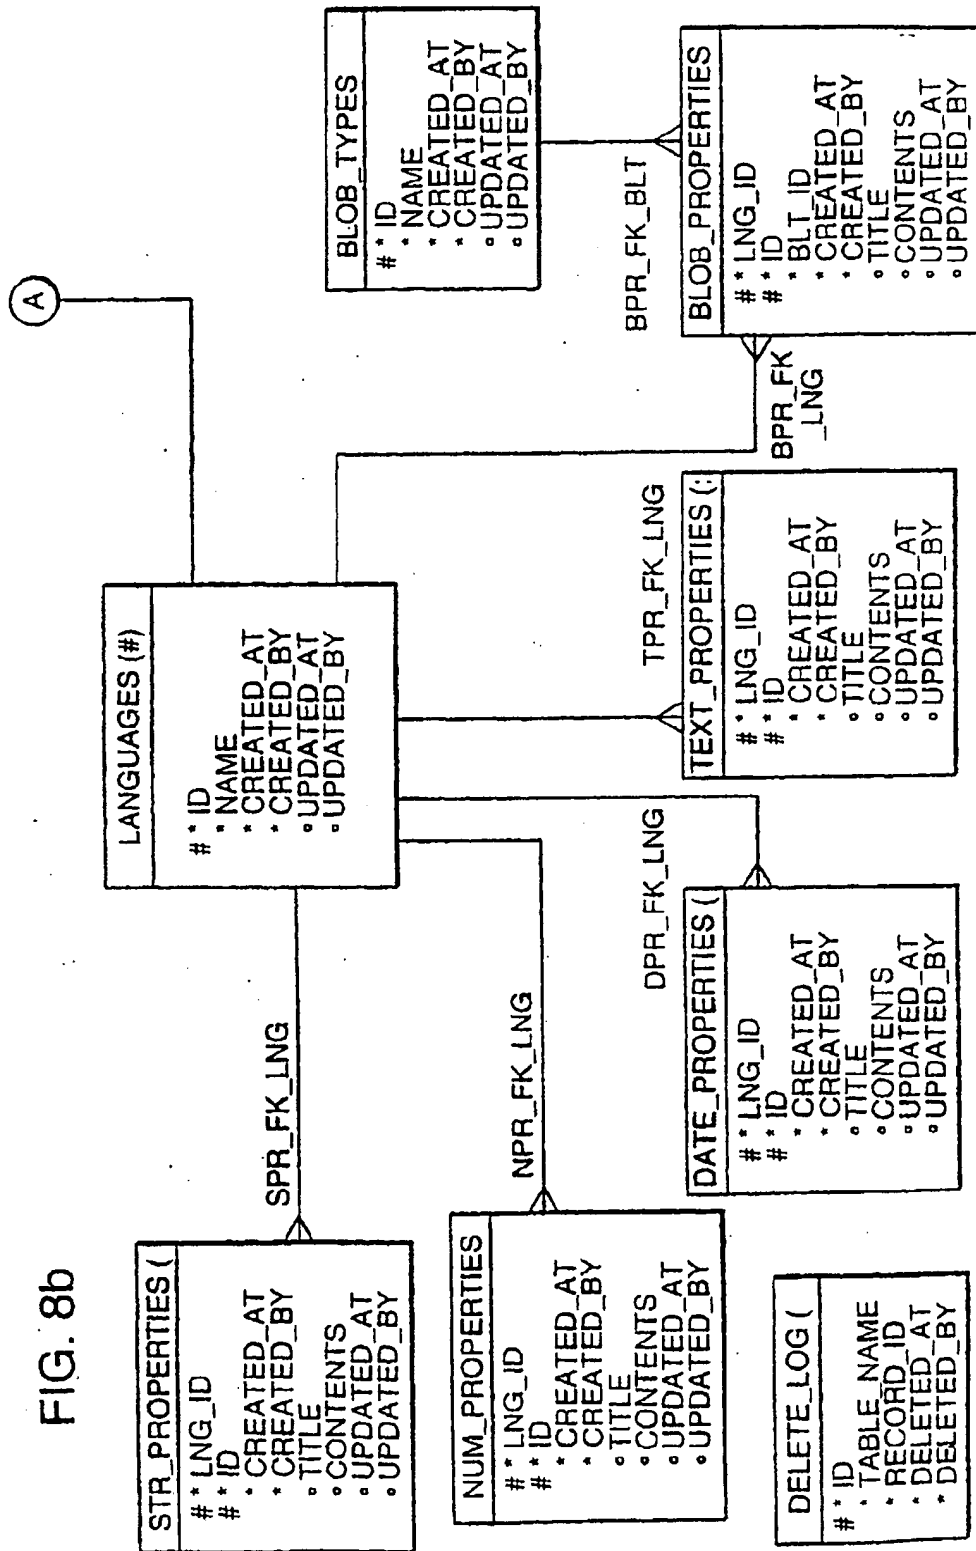 FIG. 8b
A
LANGUAGES (#)
# * ID
* NAME
* CREATED_AT
* CREATED_BY
o UPDATED_AT
o UPDATED_BY
STR_PROPERTIES (
# * LNG_ID
# * ID
* CREATED_AT
* CREATED_BY
o TITLE
o CONTENTS
o UPDATED_AT
o UPDATED_BY
SPR_FK_LNG
NUM_PROPERTIES
# * LNG_ID
# * ID
* CREATED_AT
* CREATED_BY
o TITLE
o CONTENTS
o UPDATED_AT
o UPDATED_BY
NPR_FK_LNG
DELETE_LOG (
# * ID
* TABLE_NAME
* RECORD_ID
* DELETED_AT
* DELETED_BY
DATE_PROPERTIES (
# * LNG_ID
# * ID
* CREATED_AT
* CREATED_BY
o TITLE
o CONTENTS
o UPDATED_AT
o UPDATED_BY
DPR_FK_LNG
TEXT_PROPERTIES (:
# * LNG_ID
# * ID
* CREATED_AT
* CREATED_BY
o TITLE
o CONTENTS
o UPDATED_AT
o UPDATED_BY
TPR_FK_LNG
BLOB_TYPES
# * ID
* NAME
* CREATED_AT
* CREATED_BY
o UPDATED_AT
o UPDATED_BY
BPR_FK_BLT
BLOB_PROPERTIES
# * LNG_ID
# * ID
* BLT_ID
* CREATED_AT
* CREATED_BY
o TITLE
o CONTENTS
o UPDATED_AT
o UPDATED_BY
BPR_FK
_LNG